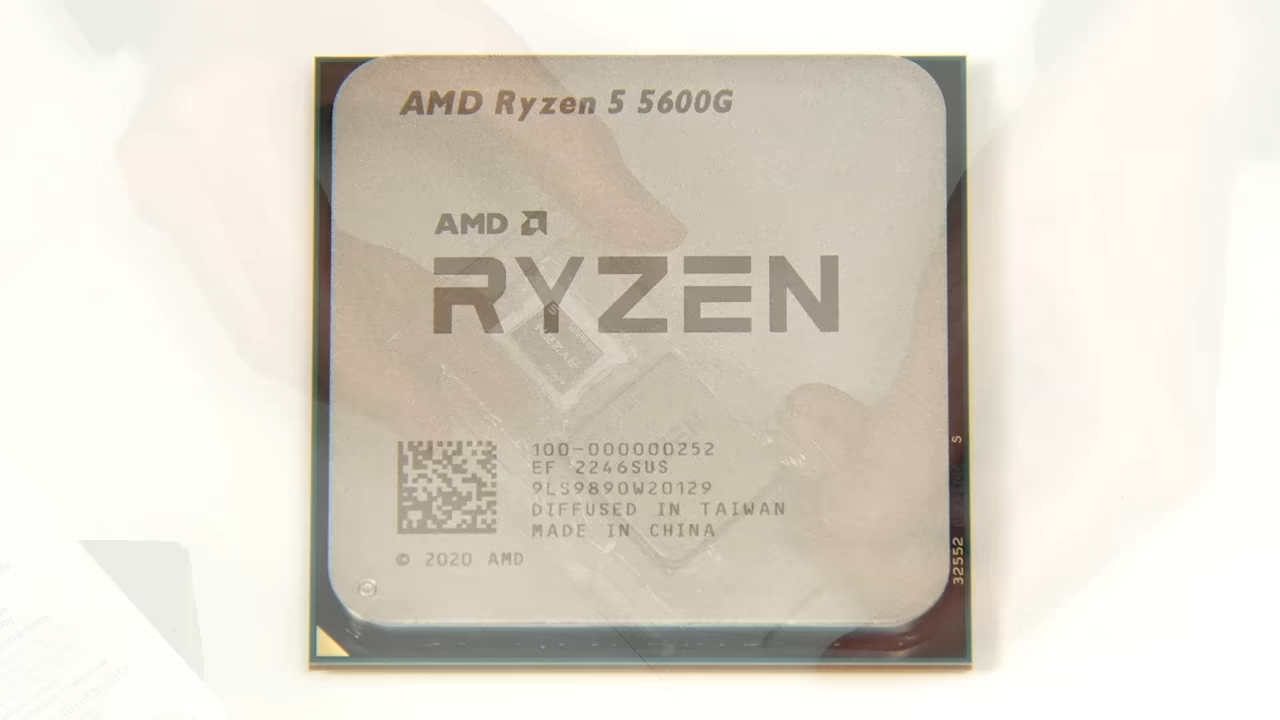 AMD Ryzen 5 5600G
AMD
RYZEN
100-000000252
EF 2246SUS
9LS9890W20129
DIFFUSED IN TAIWAN
MADE IN CHINA
© 2020 AMD
S
32552
RYZEN